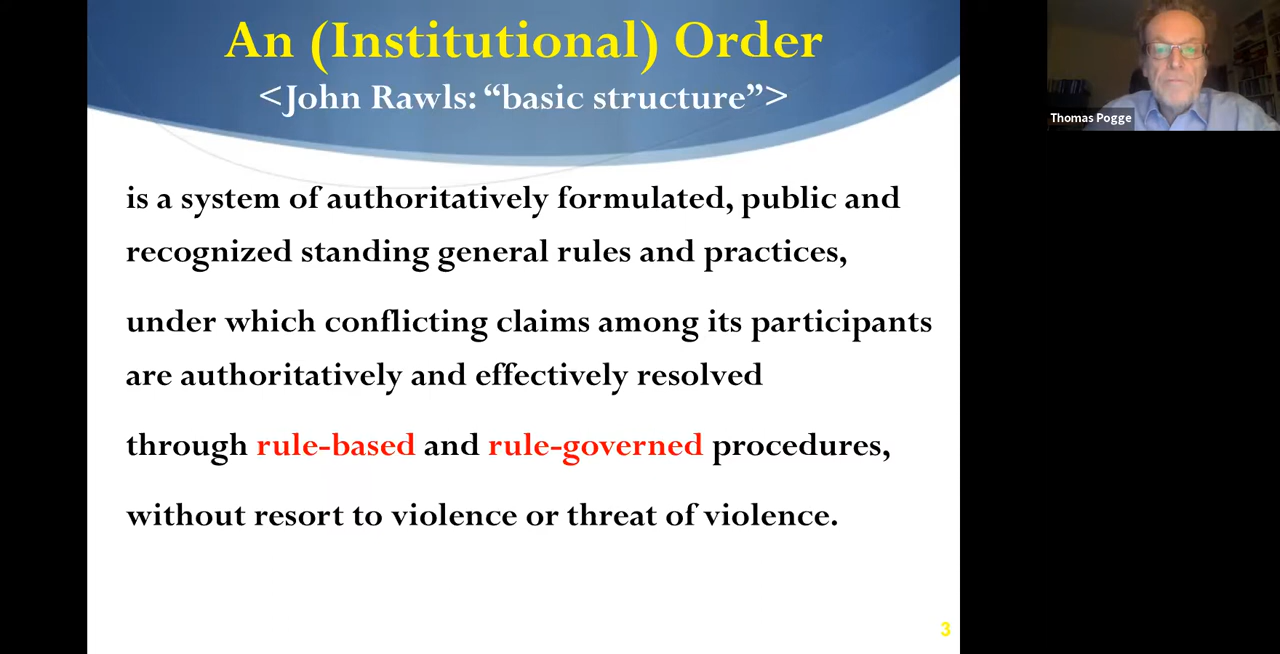 An (Institutional) Order
<John Rawls: “basic structure”>
Thomas Pogge
is a system of authoritatively formulated, public and
recognized standing general rules and practices,
under which conflicting claims among its participants
are authoritatively and effectively resolved
through rule-based and rule-governed procedures,
without resort to violence or threat of violence.
3